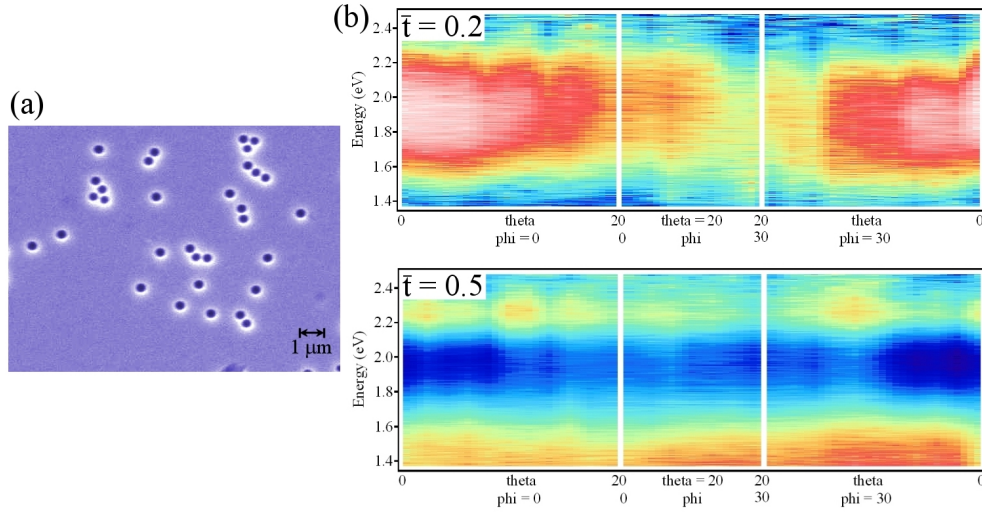 (a)
1 μm
(b)
t̄ = 0.2
Energy (eV)
2.4
2.2
2.0
1.8
1.6
1.4
0 theta 20 theta = 20 20 theta 0
phi = 0 0 phi 30 phi = 30
t̄ = 0.5
Energy (eV)
2.4
2.2
2.0
1.8
1.6
1.4
0 theta 20 theta = 20 20 theta 0
phi = 0 0 phi 30 phi = 30